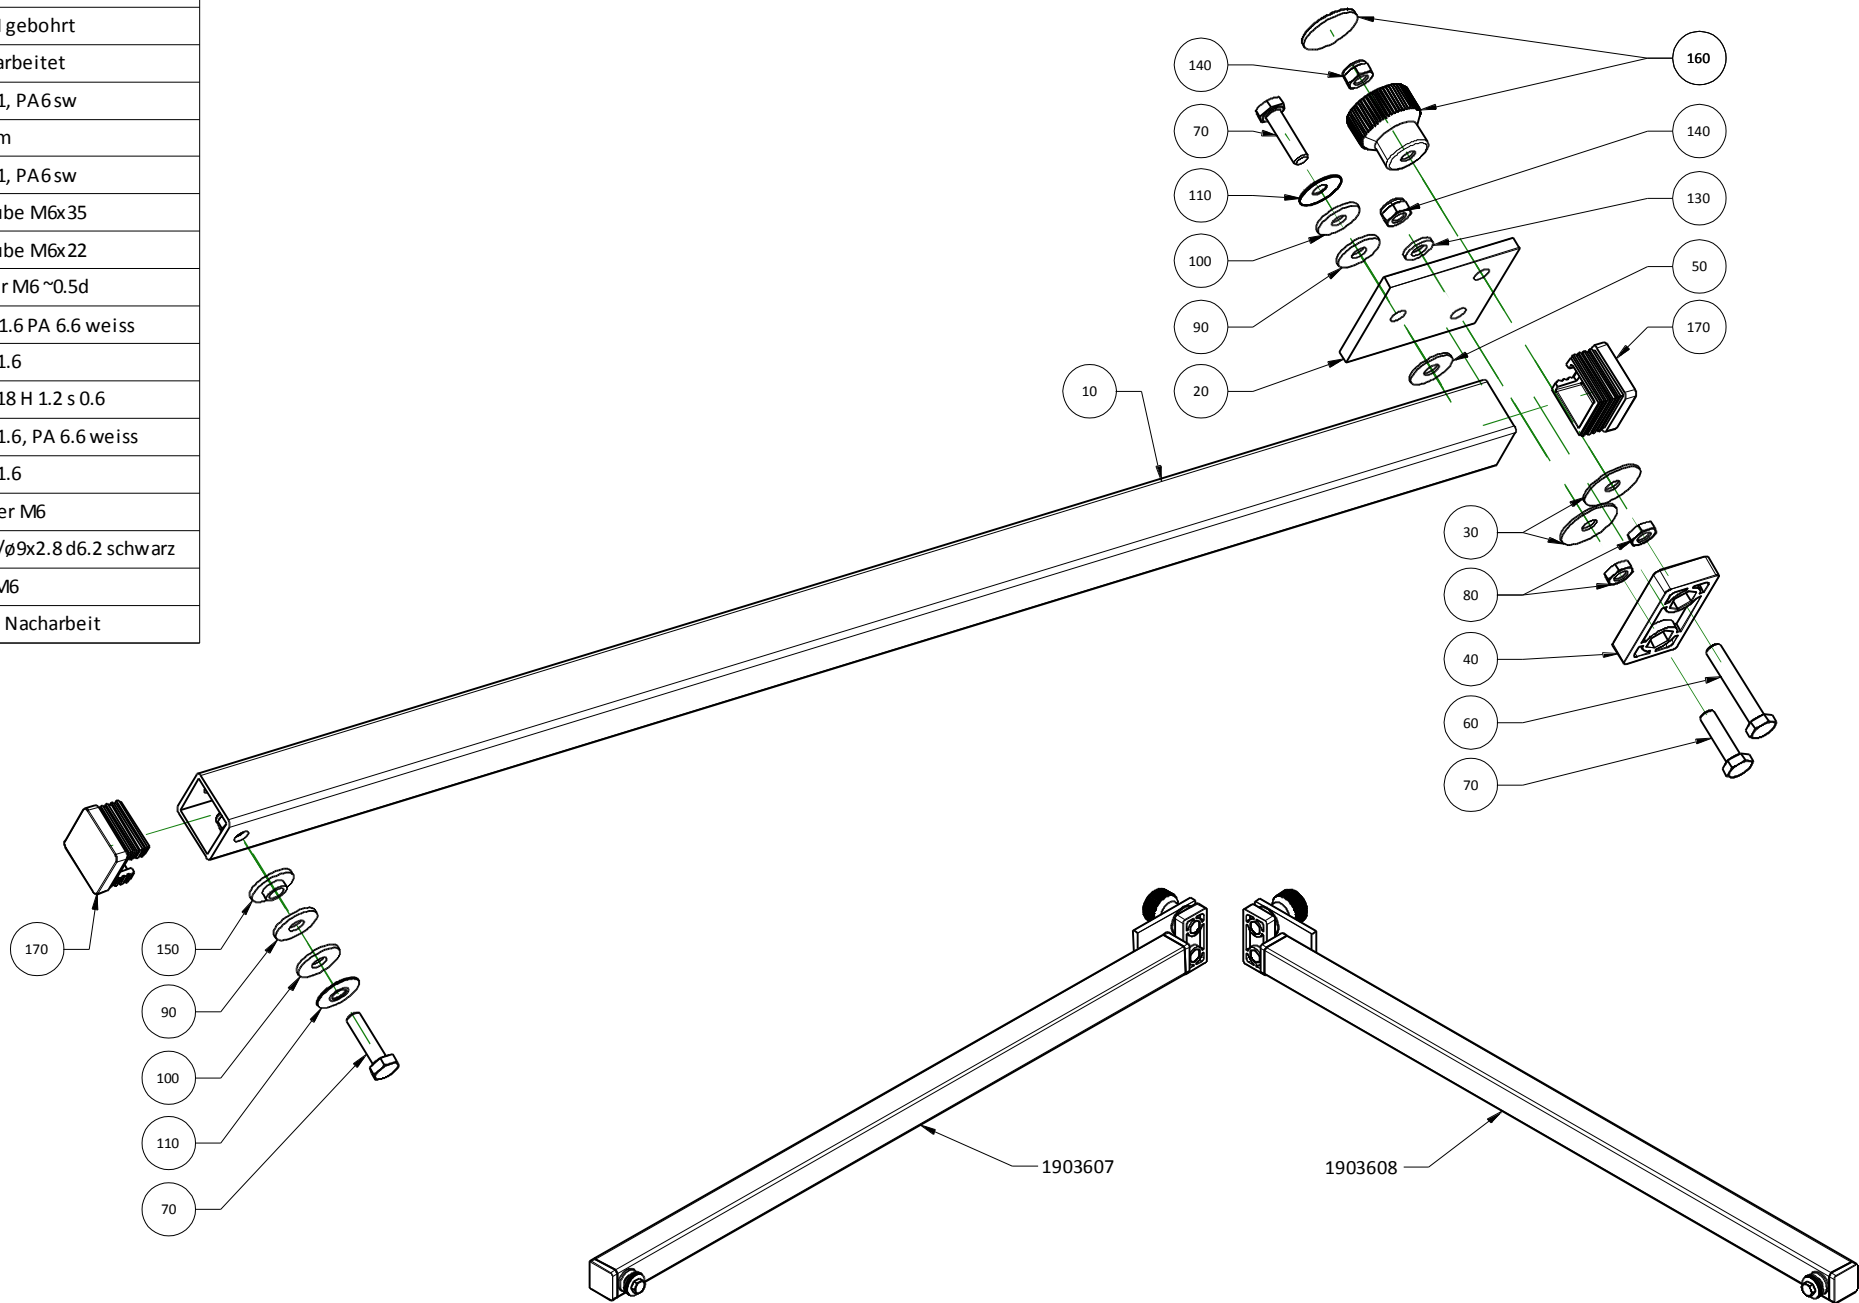 gebohrt
arbeitet
1, PA6 sw
m
1, PA6 sw
ube M6x35
ube M6x22
r M6 ~0.5d
1.6 PA 6.6 weiss
1.6
18 H 1.2 s 0.6
1.6, PA 6.6 weiss
1.6
er M6
/ø9x2.8 d6.2 schwarz
M6
Nacharbeit
160
140
70
140
110
130
100
50
90
170
10
20
30
80
40
60
70
170
150
90
100
110
70
1903607
1903608